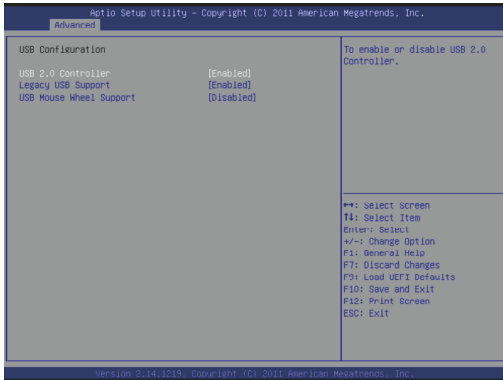 Aptio Setup Utility – Copyright (C) 2011 American Megatrends, Inc.
Advanced
USB Configuration
USB 2.0 Controller [Enabled]
Legacy USB Support [Enabled]
USB Mouse Wheel Support [Disabled]
To enable or disable USB 2.0
Controller.
↔: Select Screen
↑↓: Select Item
Enter: Select
+/-: Change Option
F1: General Help
F7: Discard Changes
F9: Load UEFI Defaults
F10: Save and Exit
F12: Print Screen
ESC: Exit
Version 2.14.1219. Copyright (C) 2011 American Megatrends, Inc.